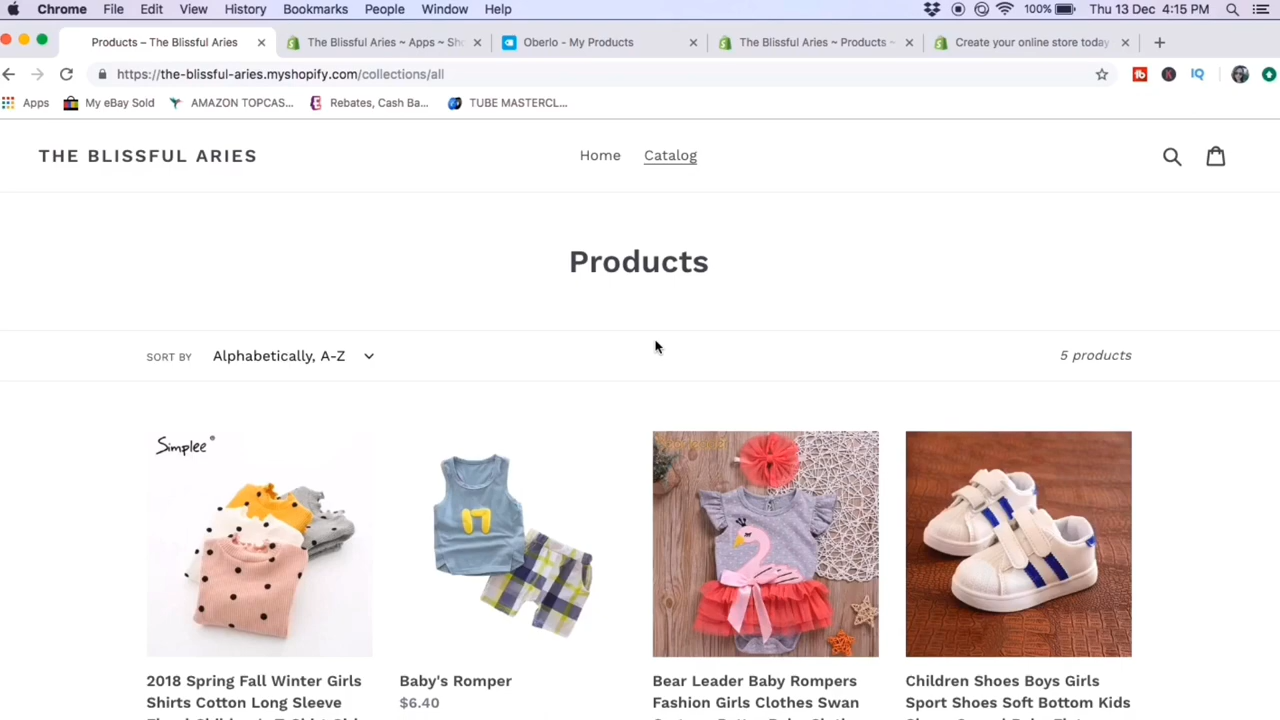 Chrome File Edit View History Bookmarks People Window Help 100% Thu 13 Dec 4:15 PM
Products – The Blissful Aries The Blissful Aries ~ Apps ~ Sho Oberlo - My Products The Blissful Aries ~ Products ~ Create your online store today
https://the-blissful-aries.myshopify.com/collections/all
Apps My eBay Sold AMAZON TOPCAS... Rebates, Cash Ba... TUBE MASTERCL...
THE BLISSFUL ARIES Home Catalog
Products
SORT BY Alphabetically, A-Z 5 products
Simplee
2018 Spring Fall Winter Girls
Shirts Cotton Long Sleeve
Baby's Romper
$6.40
Bear Leader Baby Rompers
Fashion Girls Clothes Swan
Children Shoes Boys Girls
Sport Shoes Soft Bottom Kids